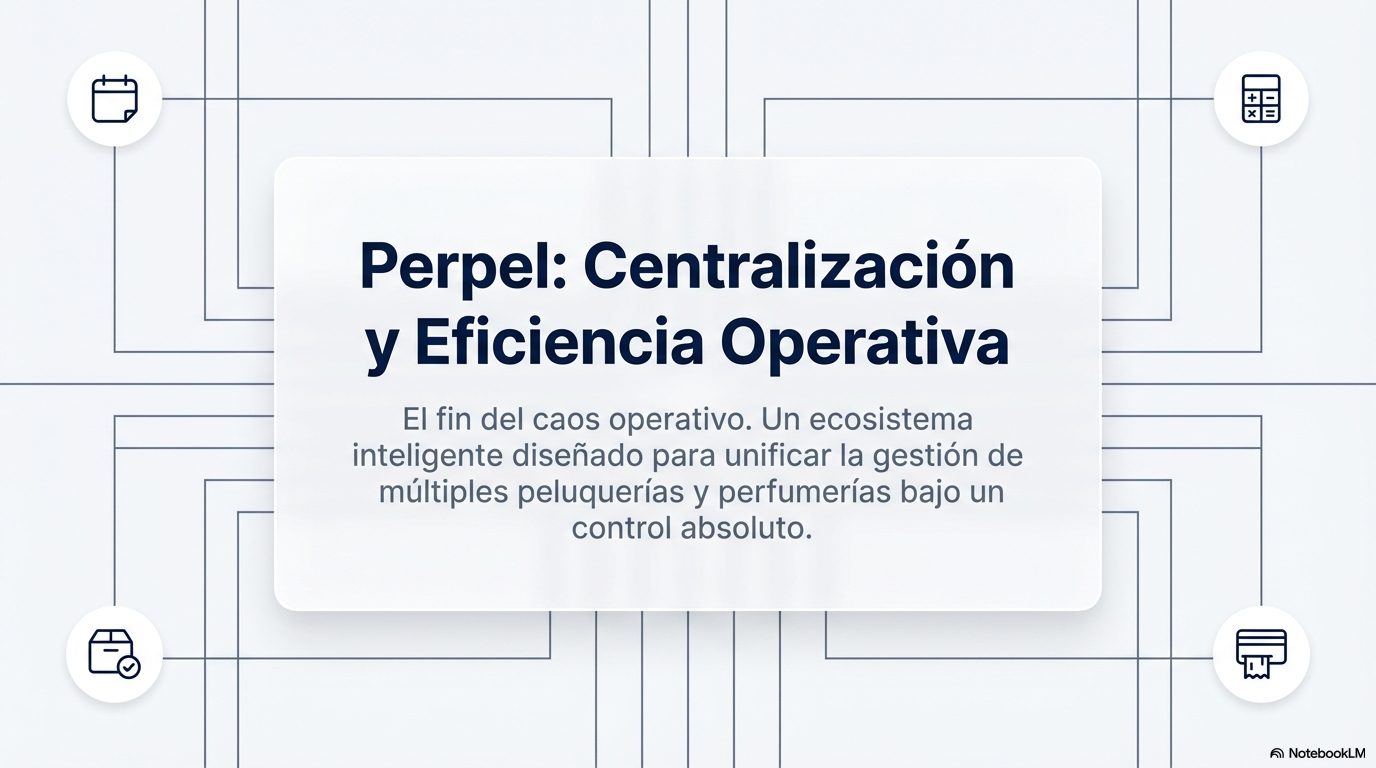 Perpel: Centralización
y Eficiencia Operativa
El fin del caos operativo. Un ecosistema
inteligente diseñado para unificar la gestión de
múltiples peluquerías y perfumerías bajo un
control absoluto.
NotebookLM